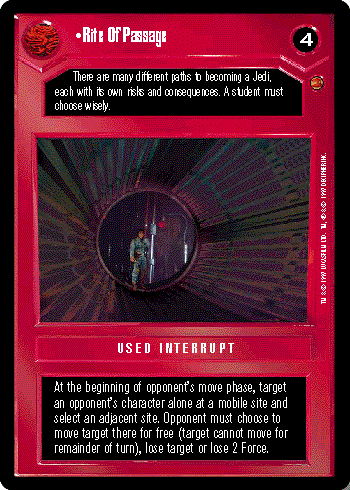 •Rite Of Passage
4
There are many different paths to becoming a Jedi,
each with its own risks and consequences. A student must
choose wisely.
USED INTERRUPT
At the beginning of opponent's move phase, target
an opponent's character alone at a mobile site and
select an adjacent site. Opponent must choose to
move target there for free (target cannot move for
remainder of turn), lose target or lose 2 Force.